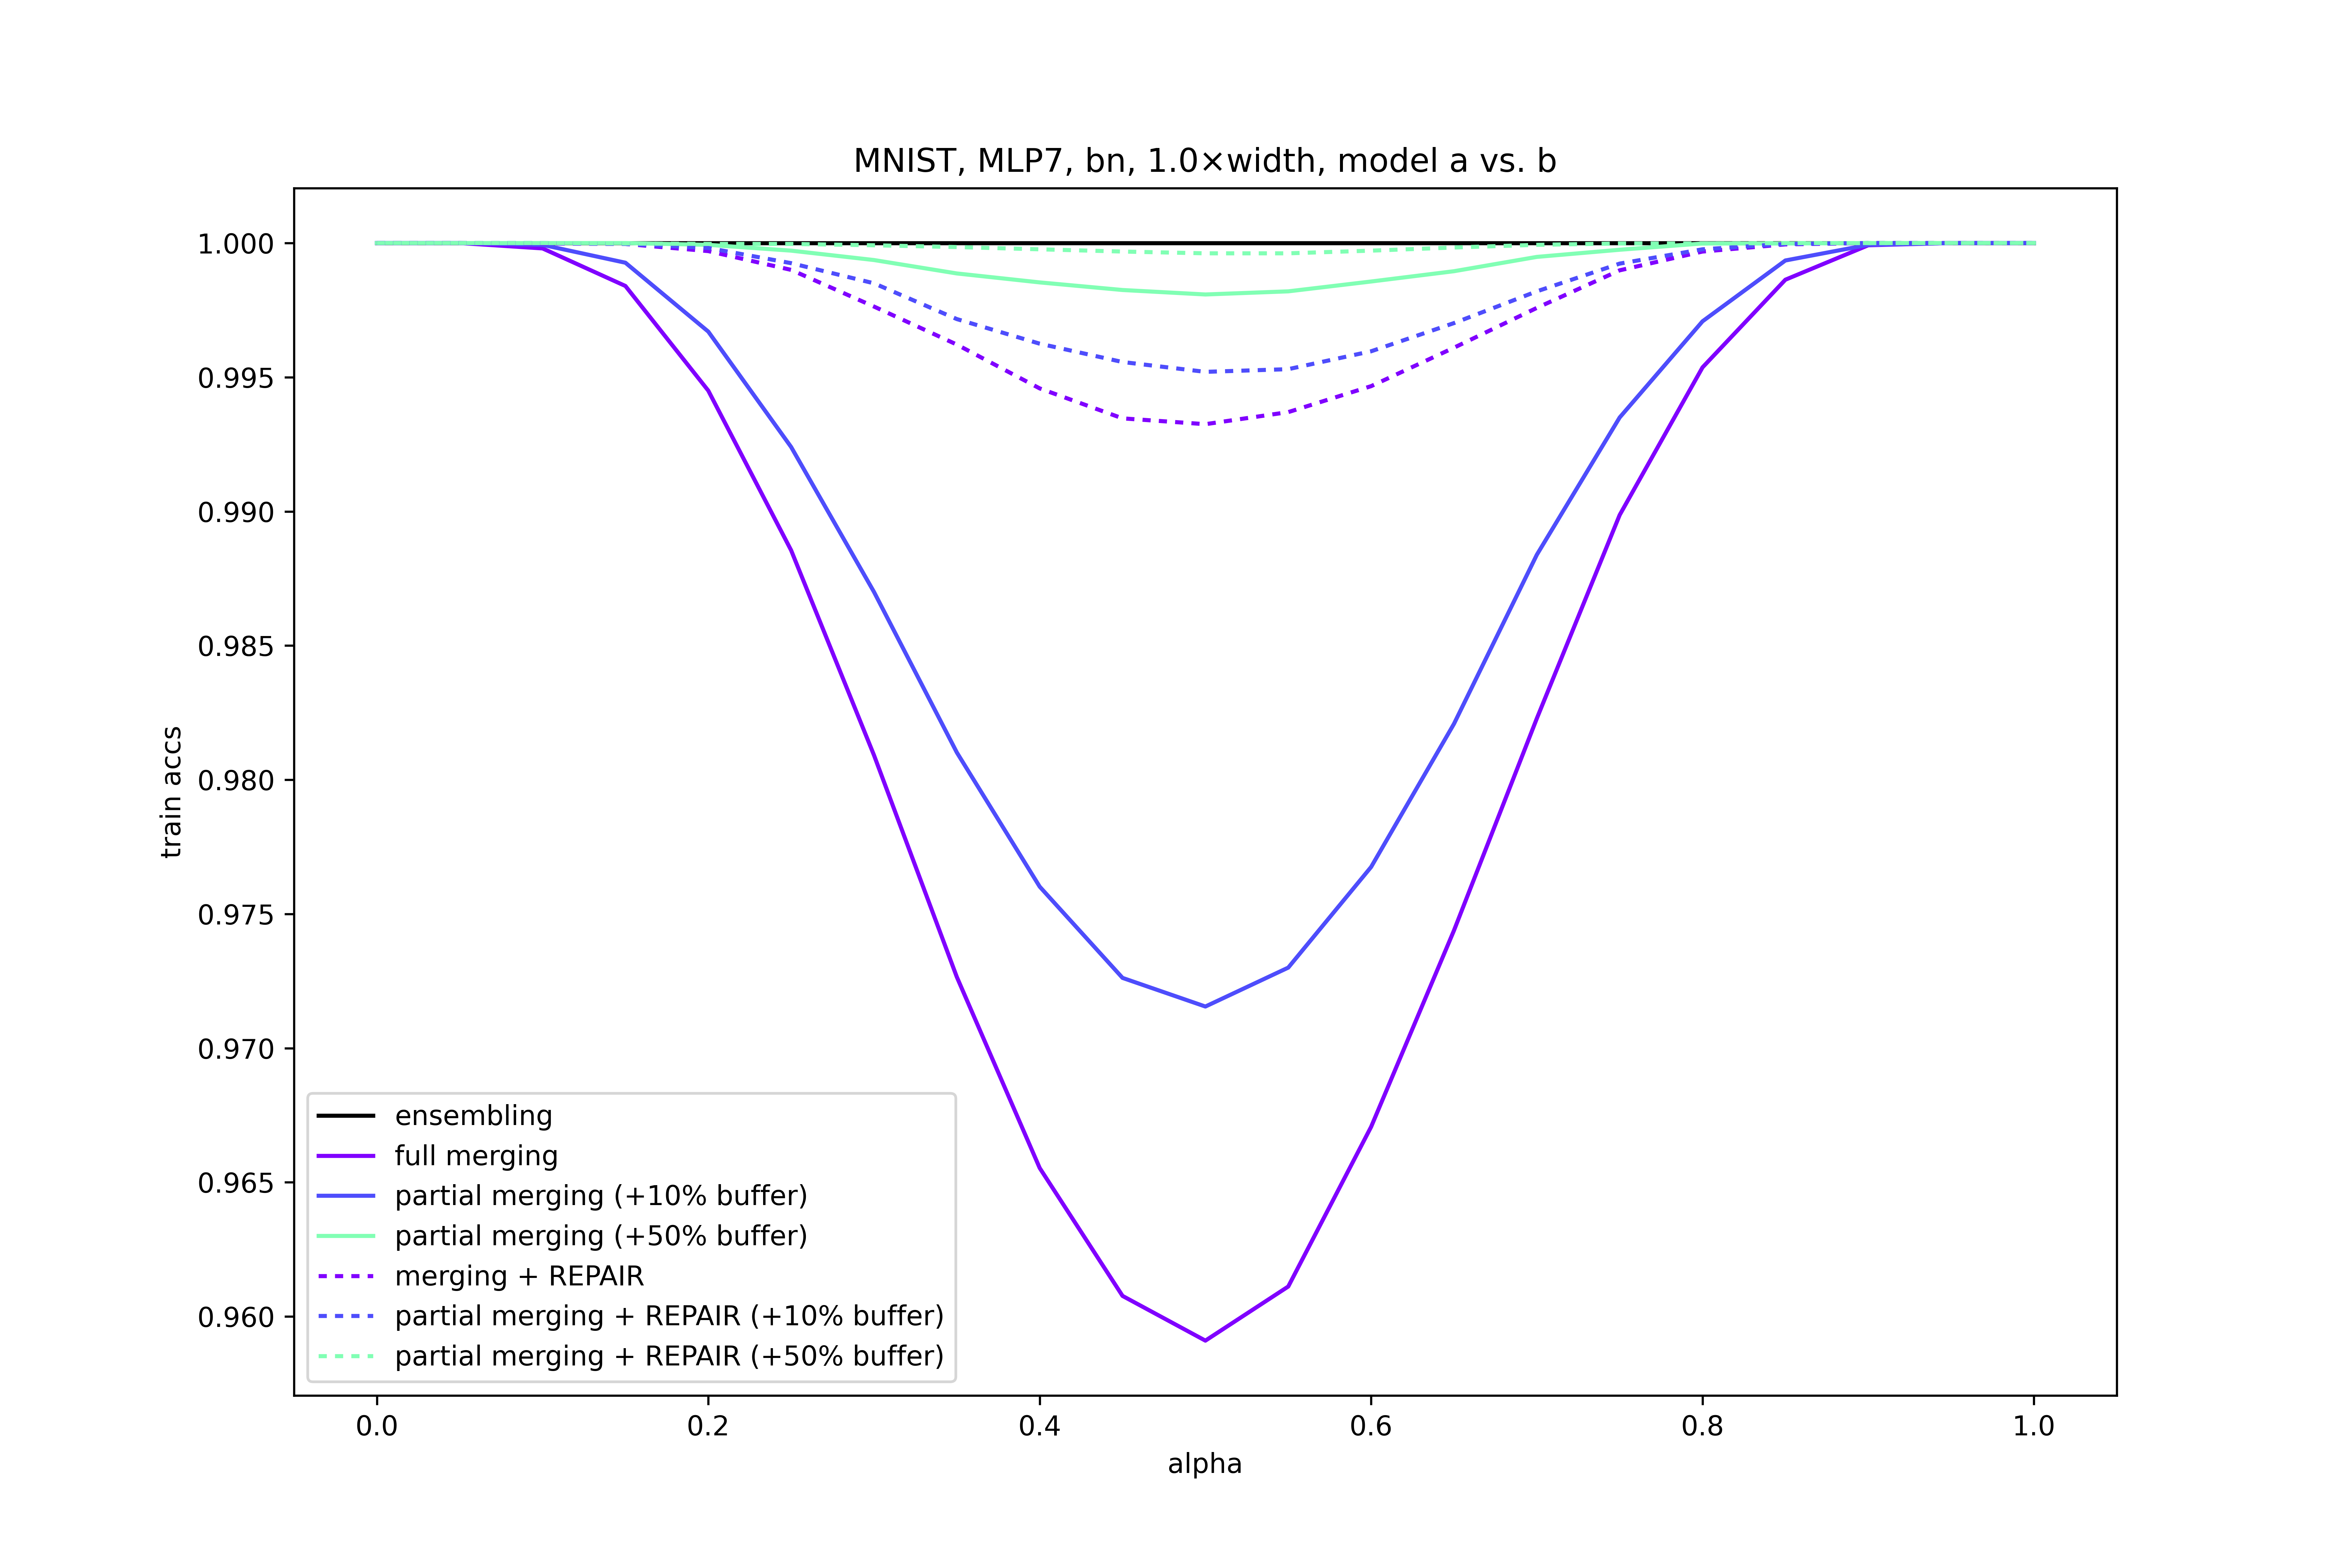 MNIST, MLP7, bn, 1.0×width, model a vs. b
1.000
0.995
0.990
0.985
0.980
0.975
0.970
0.965
0.960
train accs
ensembling
full merging
partial merging (+10% buffer)
partial merging (+50% buffer)
merging + REPAIR
partial merging + REPAIR (+10% buffer)
partial merging + REPAIR (+50% buffer)
0.0 0.2 0.4 0.6 0.8 1.0
alpha